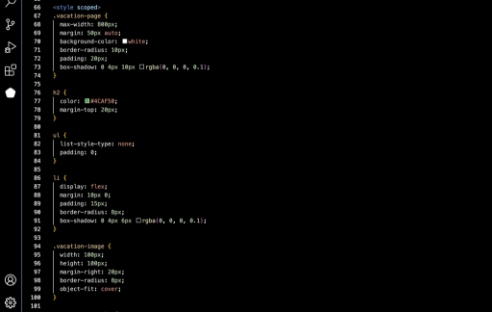 66 <style scoped>
67 .vacation-page {
68 max-width: 800px;
69 margin: 50px auto;
70 background-color: white;
71 border-radius: 10px;
72 padding: 20px;
73 box-shadow: 0 4px 10px rgba(0, 0, 0, 0.1);
74 }
75
76 h2 {
77 color: #4CAF50;
78 margin-top: 20px;
79 }
80
81 ul {
82 list-style-type: none;
83 padding: 0;
84 }
85
86 li {
87 display: flex;
88 margin: 10px 0;
89 padding: 15px;
90 border-radius: 8px;
91 box-shadow: 0 4px 6px rgba(0, 0, 0, 0.1);
92 }
93
94 .vacation-image {
95 width: 100px;
96 height: 100px;
97 margin-right: 20px;
98 border-radius: 8px;
99 object-fit: cover;
100 }
101